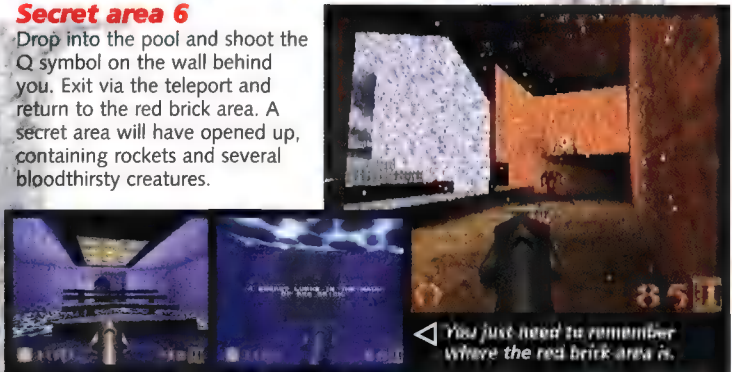 Secret area 6
Drop into the pool and shoot the
Q symbol on the wall behind
you. Exit via the teleport and
return to the red brick area. A
secret area will have opened up,
containing rockets and several
bloodthirsty creatures.
85
You just need to remember
where the red brick area is.